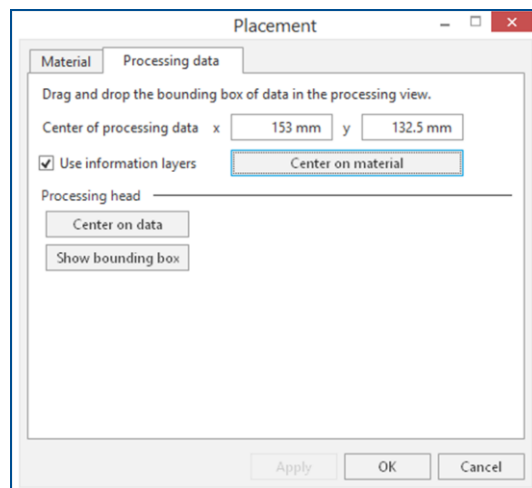 Placement
Material Processing data
Drag and drop the bounding box of data in the processing view.
Center of processing data x 153 mm y 132.5 mm
Use information layers Center on material
Processing head
Center on data
Show bounding box
Apply OK Cancel